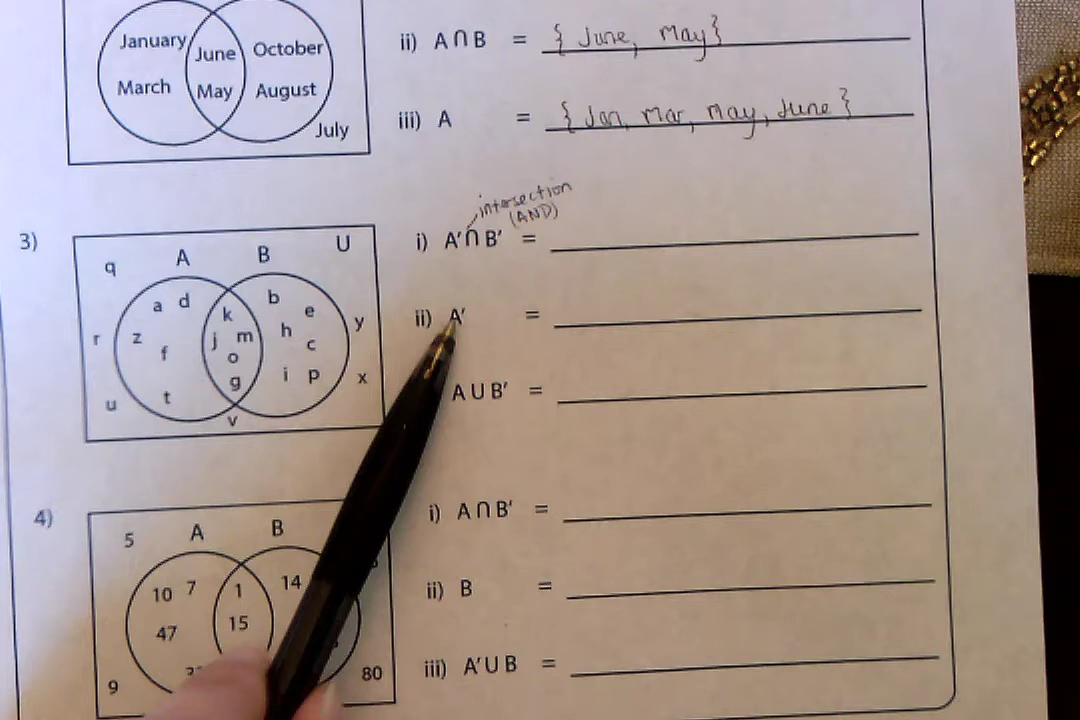 January
June
October
March
May
August
July
ii) A∩B = { June, May}
iii) A = { Jan, Mar, May, June }
intersection
(AND)
3)
q A B U
a d k b e
r z f j m h c y
o
g i p x
u t
v
i) A′∩B′ =
ii) A′ =
A∪B′ =
4)
5 A B
10 7 1 14
47 15
9 80
i) A∩B′ =
ii) B =
iii) A′∪B =